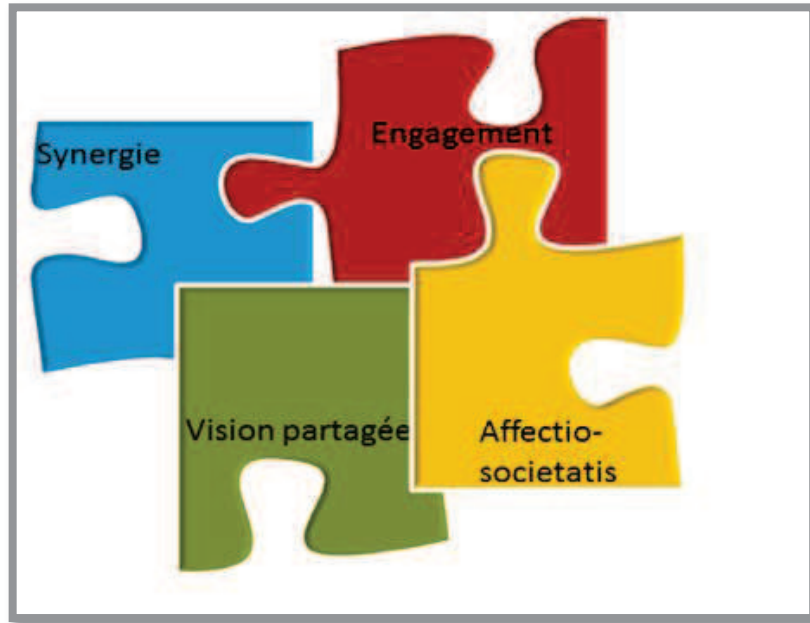 Engagement
Synergie
Vision partagée
Affectio-
societatis